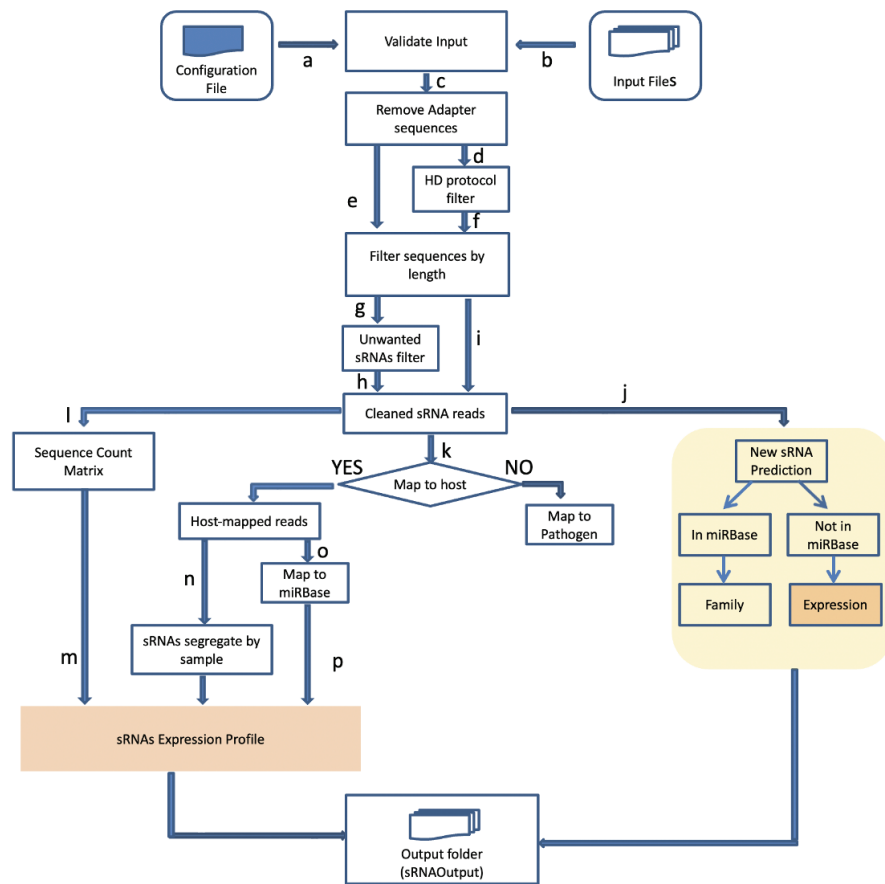 Configuration
File
a
Validate Input
b
Input FileS
c
Remove Adapter
sequences
d
HD protocol
filter
e
f
Filter sequences by
length
g
i
Unwanted
sRNAs filter
h
Cleaned sRNA reads
l
j
Sequence Count
Matrix
k
YES
NO
Map to host
New sRNA
Prediction
Host-mapped reads
Map to
Pathogen
In miRBase
Not in
miRBase
n
o
Map to
miRBase
Family
Expression
sRNAs segregate by
sample
m
p
sRNAs Expression Profile
Output folder
(sRNAOutput)